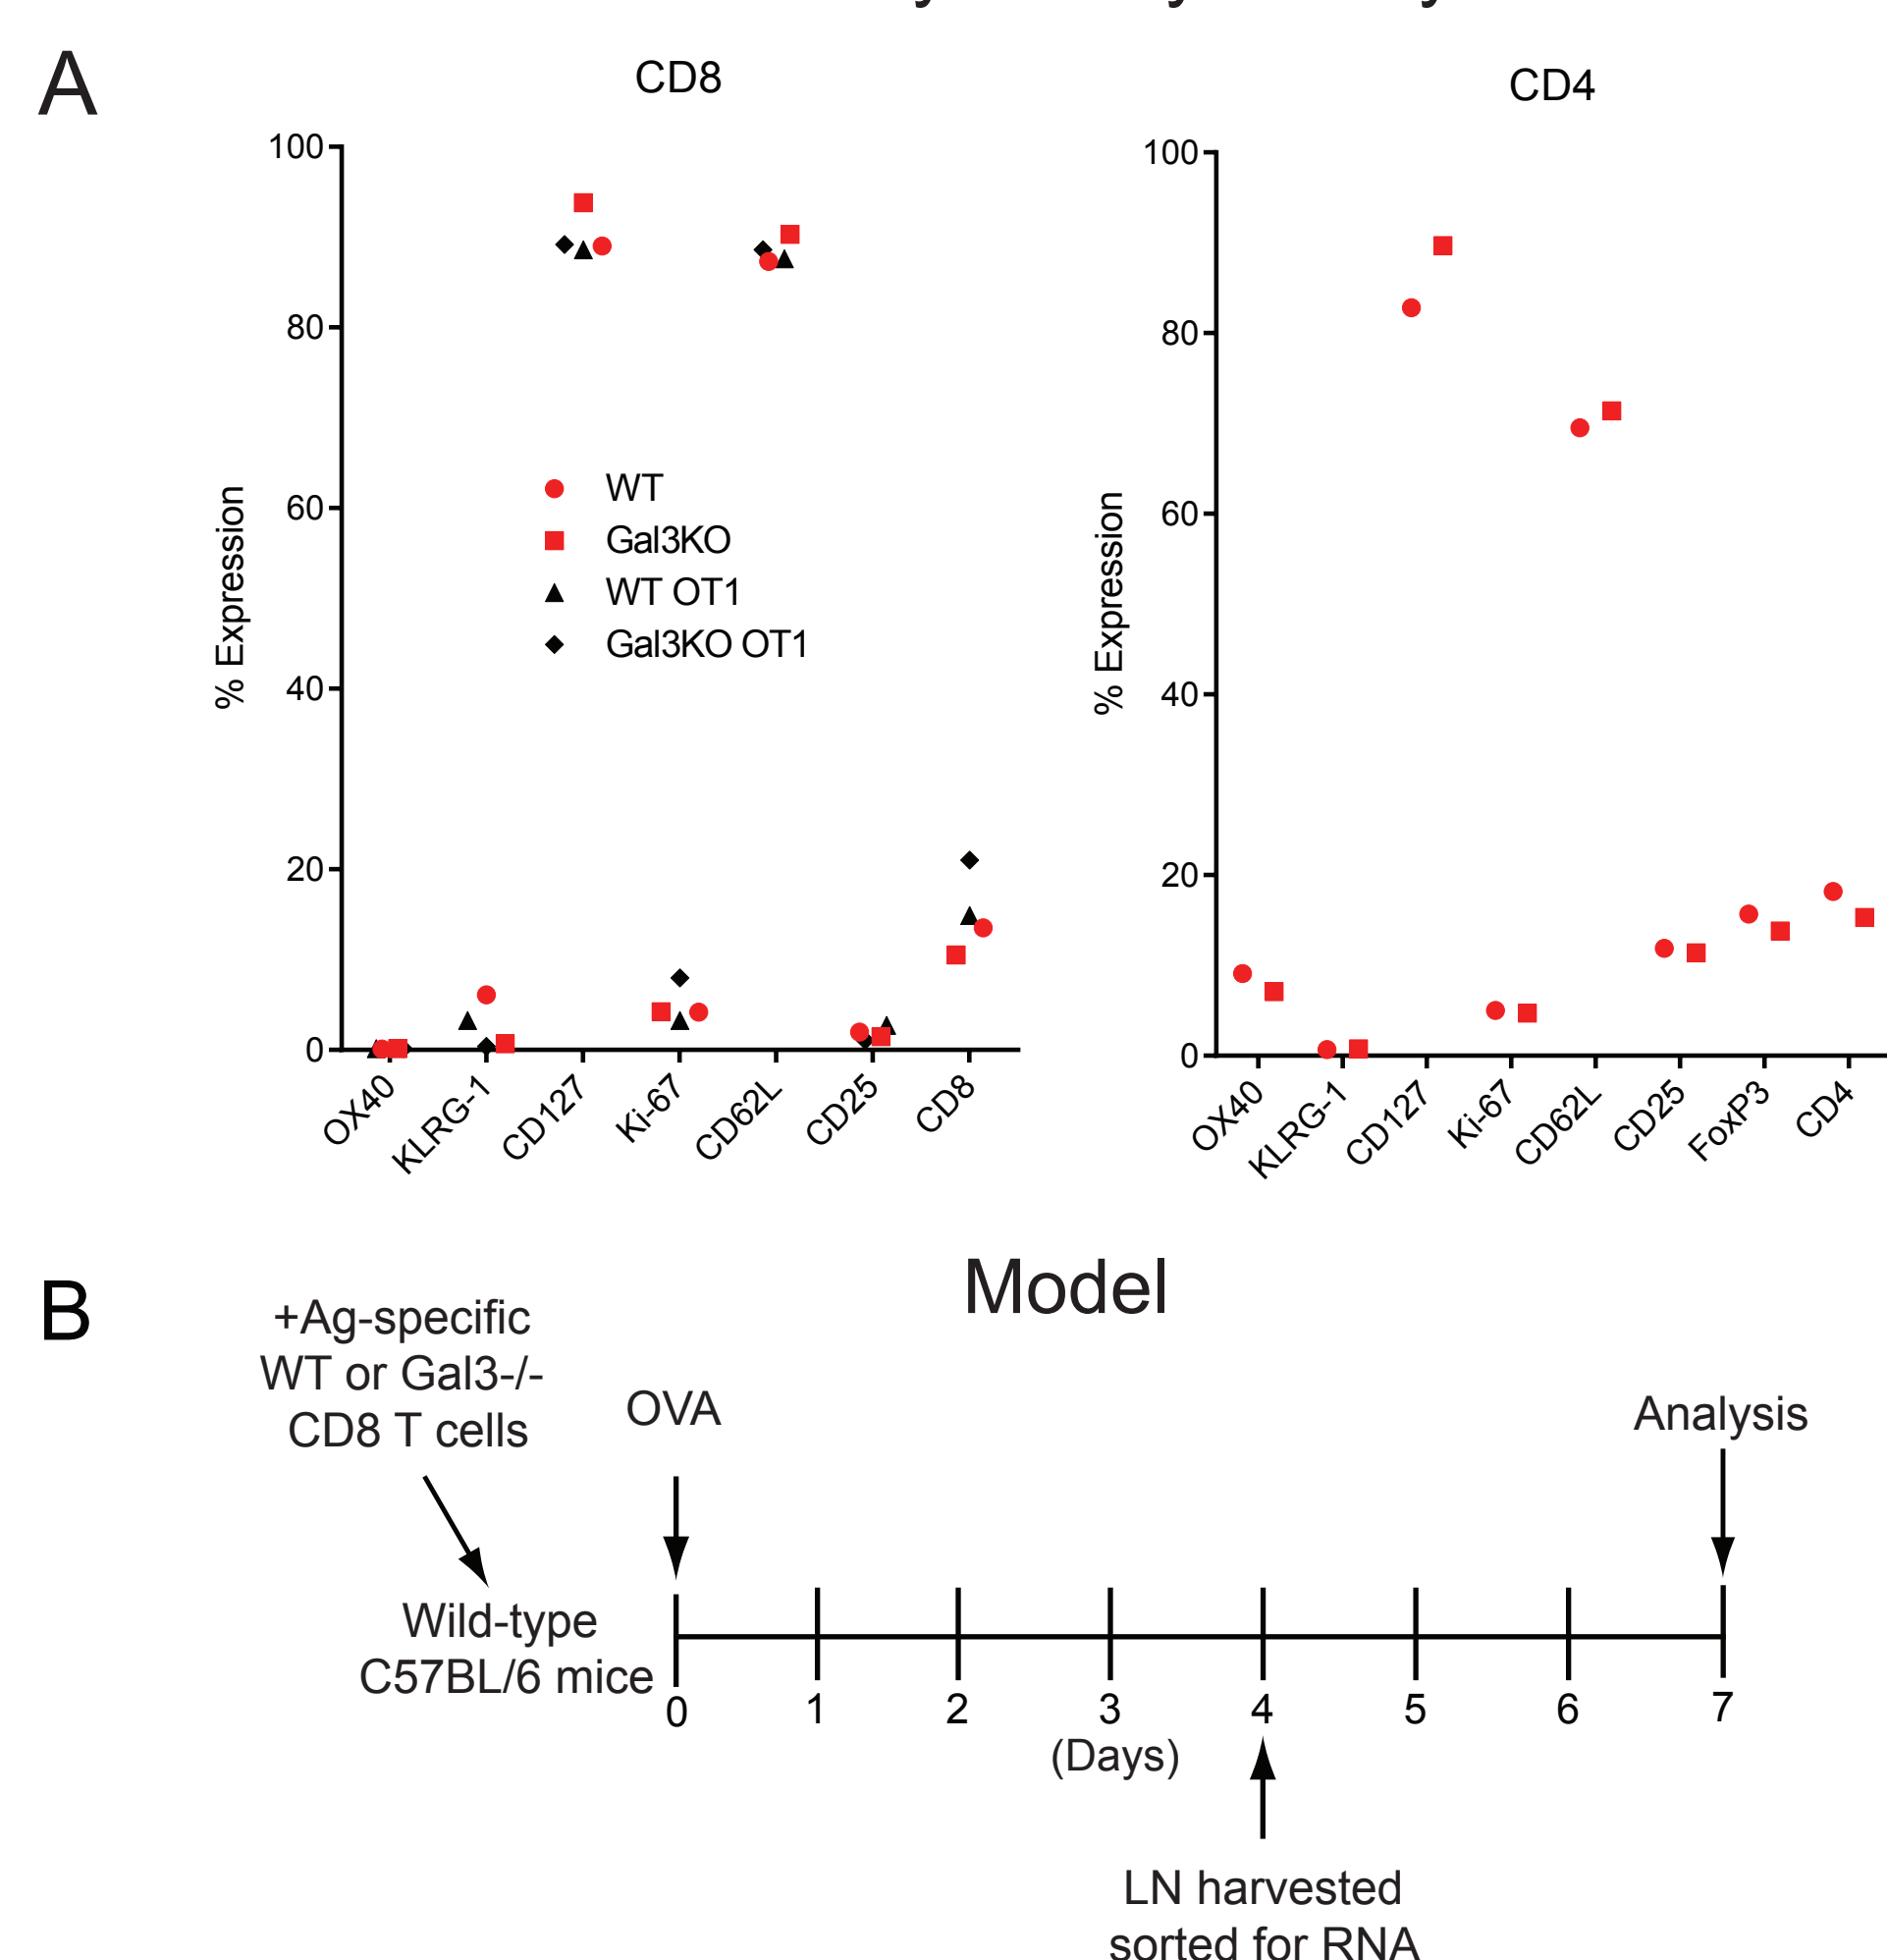 A
CD8
100
80
60
40
20
0
% Expression
WT
Gal3KO
WT OT1
Gal3KO OT1
OX40
KLRG-1
CD127
Ki-67
CD62L
CD25
CD8
CD4
100
80
60
40
20
0
% Expression
OX40
KLRG-1
CD127
Ki-67
CD62L
CD25
FoxP3
CD4
B
Model
+Ag-specific
WT or Gal3-/-
CD8 T cells
OVA
Analysis
Wild-type
C57BL/6 mice
0 1 2 3 4 5 6 7
(Days)
LN harvested
sorted for RNA